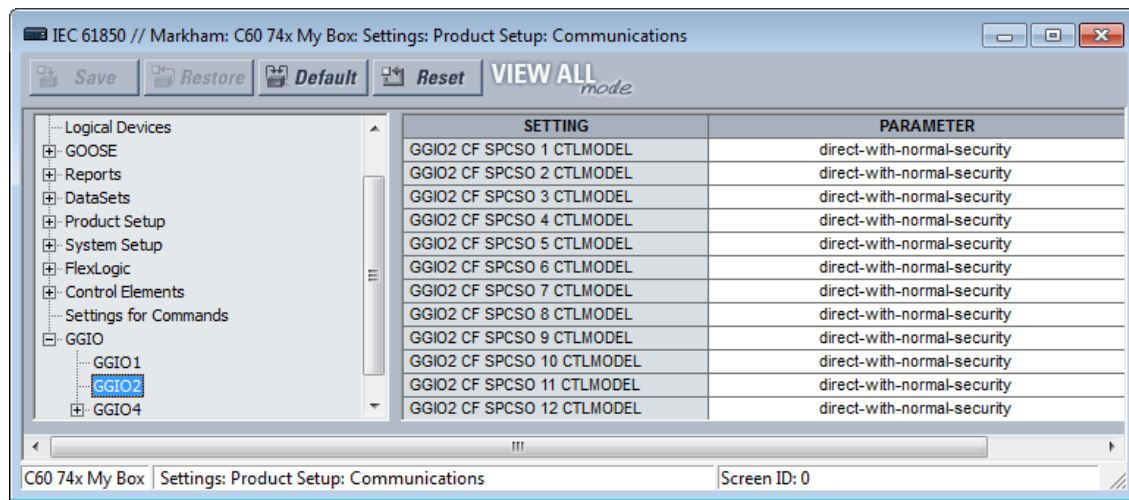 IEC 61850 // Markham: C60 74x My Box: Settings: Product Setup: Communications
Save Restore Default Reset VIEW ALL mode
Logical Devices
GOOSE
Reports
DataSets
Product Setup
System Setup
FlexLogic
Control Elements
Settings for Commands
GGIO
GGIO1
GGIO2
GGIO4
SETTING PARAMETER
GGIO2 CF SPCSO 1 CTLMODEL direct-with-normal-security
GGIO2 CF SPCSO 2 CTLMODEL direct-with-normal-security
GGIO2 CF SPCSO 3 CTLMODEL direct-with-normal-security
GGIO2 CF SPCSO 4 CTLMODEL direct-with-normal-security
GGIO2 CF SPCSO 5 CTLMODEL direct-with-normal-security
GGIO2 CF SPCSO 6 CTLMODEL direct-with-normal-security
GGIO2 CF SPCSO 7 CTLMODEL direct-with-normal-security
GGIO2 CF SPCSO 8 CTLMODEL direct-with-normal-security
GGIO2 CF SPCSO 9 CTLMODEL direct-with-normal-security
GGIO2 CF SPCSO 10 CTLMODEL direct-with-normal-security
GGIO2 CF SPCSO 11 CTLMODEL direct-with-normal-security
GGIO2 CF SPCSO 12 CTLMODEL direct-with-normal-security
C60 74x My Box Settings: Product Setup: Communications Screen ID: 0